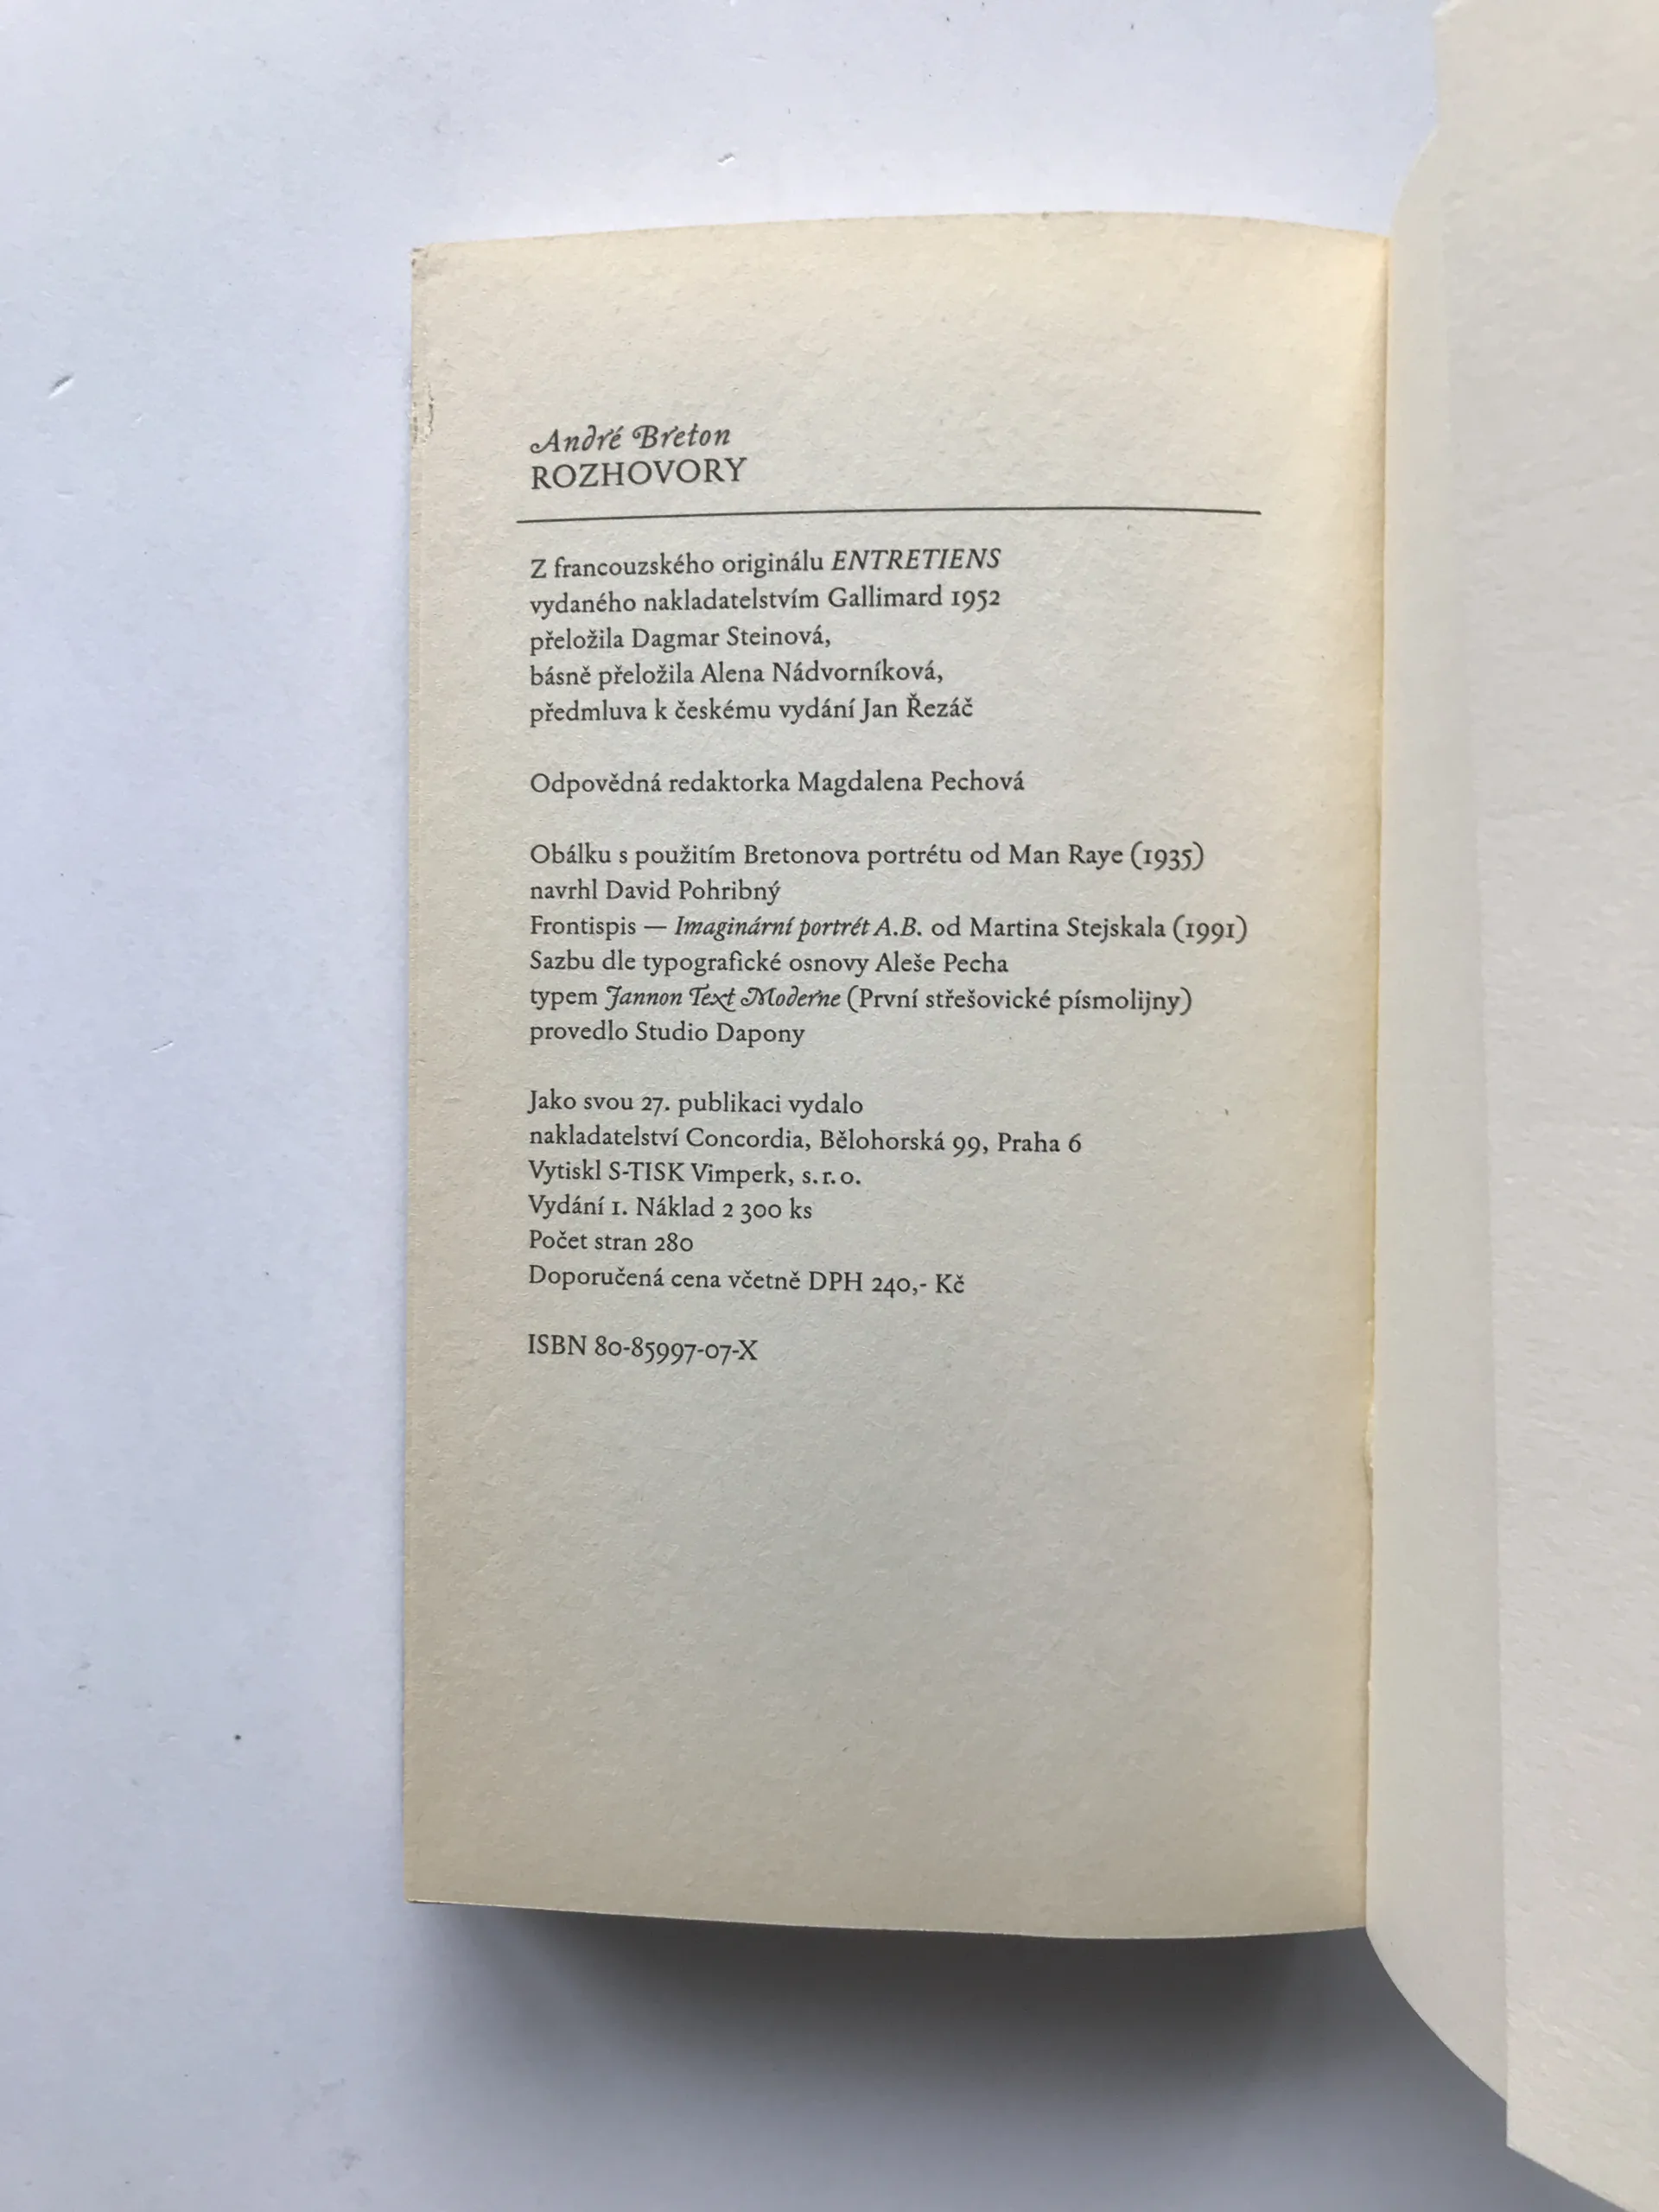 André Breton
ROZHOVORY
Z francouzského originálu ENTRETIENS
vydaného nakladatelstvím Gallimard 1952
přeložila Dagmar Steinová,
básně přeložila Alena Nádvorníková,
předmluva k českému vydání Jan Řezáč
Odpovědná redaktorka Magdalena Pechová
Obálku s použitím Bretonova portrétu od Man Raye (1935)
navrhl David Pohribný
Frontispis — Imaginární portrét A.B. od Martina Stejskala (1991)
Sazbu dle typografické osnovy Aleše Pecha
typem Jannon Text Moderne (První střešovické písmolijny)
provedlo Studio Dapony
Jako svou 27. publikaci vydalo
nakladatelství Concordia, Bělohorská 99, Praha 6
Vytiskl S-TISK Vimperk, s.r.o.
Vydání 1. Náklad 2 300 ks
Počet stran 280
Doporučená cena včetně DPH 240,- Kč
ISBN 80-85997-07-X